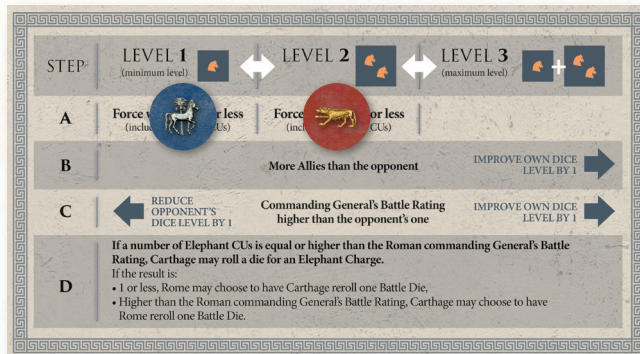 STEP
LEVEL 1
(minimum level)
LEVEL 2
LEVEL 3
(maximum level)
+
A
Force or less
(inclu CUs)
Force or less
(incl CUs)
B
More Allies than the opponent
IMPROVE OWN DICE
LEVEL BY 1
C
REDUCE
OPPONENT'S
DICE LEVEL BY 1
Commanding General's Battle Rating
higher than the opponent's one
IMPROVE OWN DICE
LEVEL BY 1
D
If a number of Elephant CUs is equal or higher than the Roman commanding General's Battle
Rating, Carthage may roll a die for an Elephant Charge.
If the result is:
• 1 or less, Rome may choose to have Carthage reroll one Battle Die,
• Higher than the Roman commanding General's Battle Rating, Carthage may choose to have
Rome reroll one Battle Die.